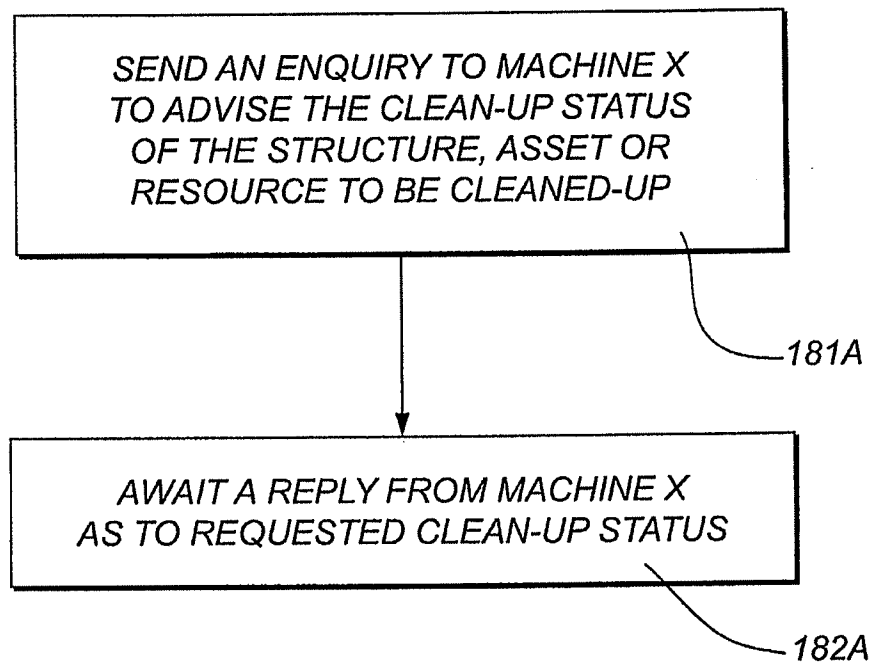 SEND AN ENQUIRY TO MACHINE X
TO ADVISE THE CLEAN-UP STATUS
OF THE STRUCTURE, ASSET OR
RESOURCE TO BE CLEANED-UP
181A
AWAIT A REPLY FROM MACHINE X
AS TO REQUESTED CLEAN-UP STATUS
182A